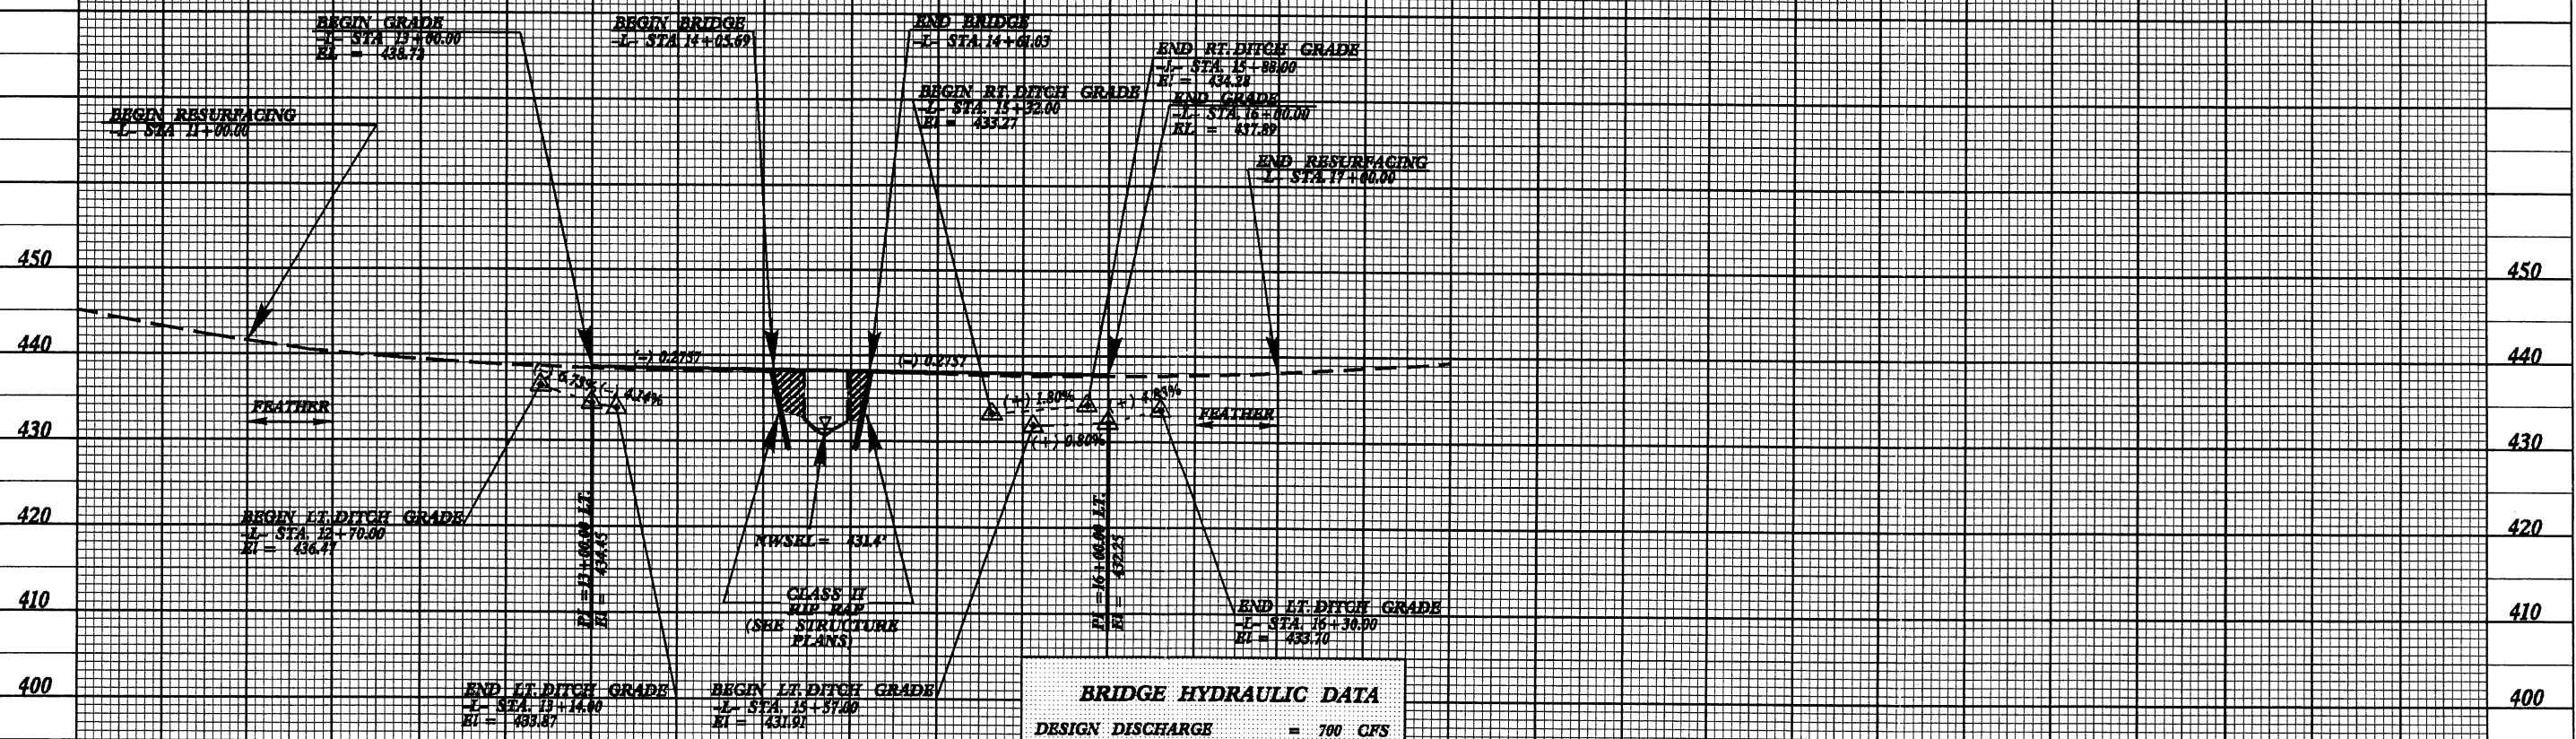 BEGIN GRADE
-L- STA 13+00.00
EL = 438.72
BEGIN BRIDGE
-L- STA 14+05.69
END BRIDGE
-L- STA. 14+61.03
END RT. DITCH GRADE
-L- STA. 15+88.00
El = 434.28
BEGIN RT. DITCH GRADE
-L- STA. 15+32.00
El = 433.27
END GRADE
-L- STA. 16+00.00
EL = 437.89
BEGIN RESURFACING
-L- STA 11+00.00
END RESURFACING
-L- STA. 17+00.00
450
450
440
440
(-) 0.2757
(-) 0.2757
(-) 6.73%
(-) 4.14%
(+) 1.80%
(+) 4.83%
(+) 0.80%
FEATHER
FEATHER
430
430
420
420
BEGIN LT. DITCH GRADE
-L- STA. 12+70.00
El = 436.47
PI = 13+00.00 LT.
El = 434.45
NWSEL = 431.4'
PI = 16+00.00 LT.
El = 432.25
410
410
CLASS II
RIP RAP
(SEE STRUCTURE
PLANS)
END LT. DITCH GRADE
-L- STA. 16+30.00
El = 433.70
400
400
END LT. DITCH GRADE
-L- STA. 13+14.00
El = 433.87
BEGIN LT. DITCH GRADE
-L- STA. 15+57.00
El = 431.91
BRIDGE HYDRAULIC DATA
DESIGN DISCHARGE = 700 CFS